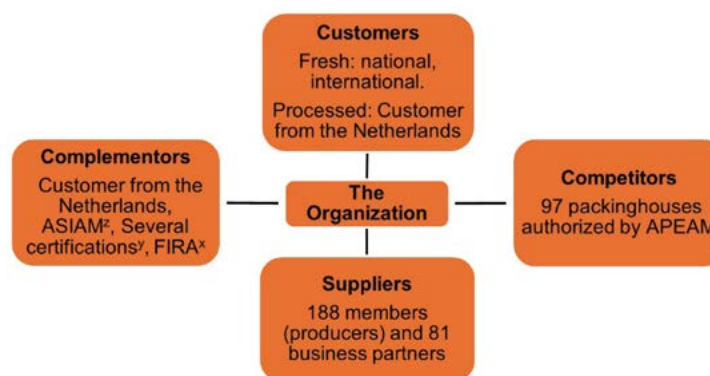 Customers
Fresh: national,
international.
Processed: Customer
from the Netherlands
Complementors
Customer from the
Netherlands,
ASIAMᶻ, Several
certificationsʸ, FIRAˣ
The
Organization
Competitors
97 packinghouses
authorized by APEAM
Suppliers
188 members
(producers) and 81
business partners